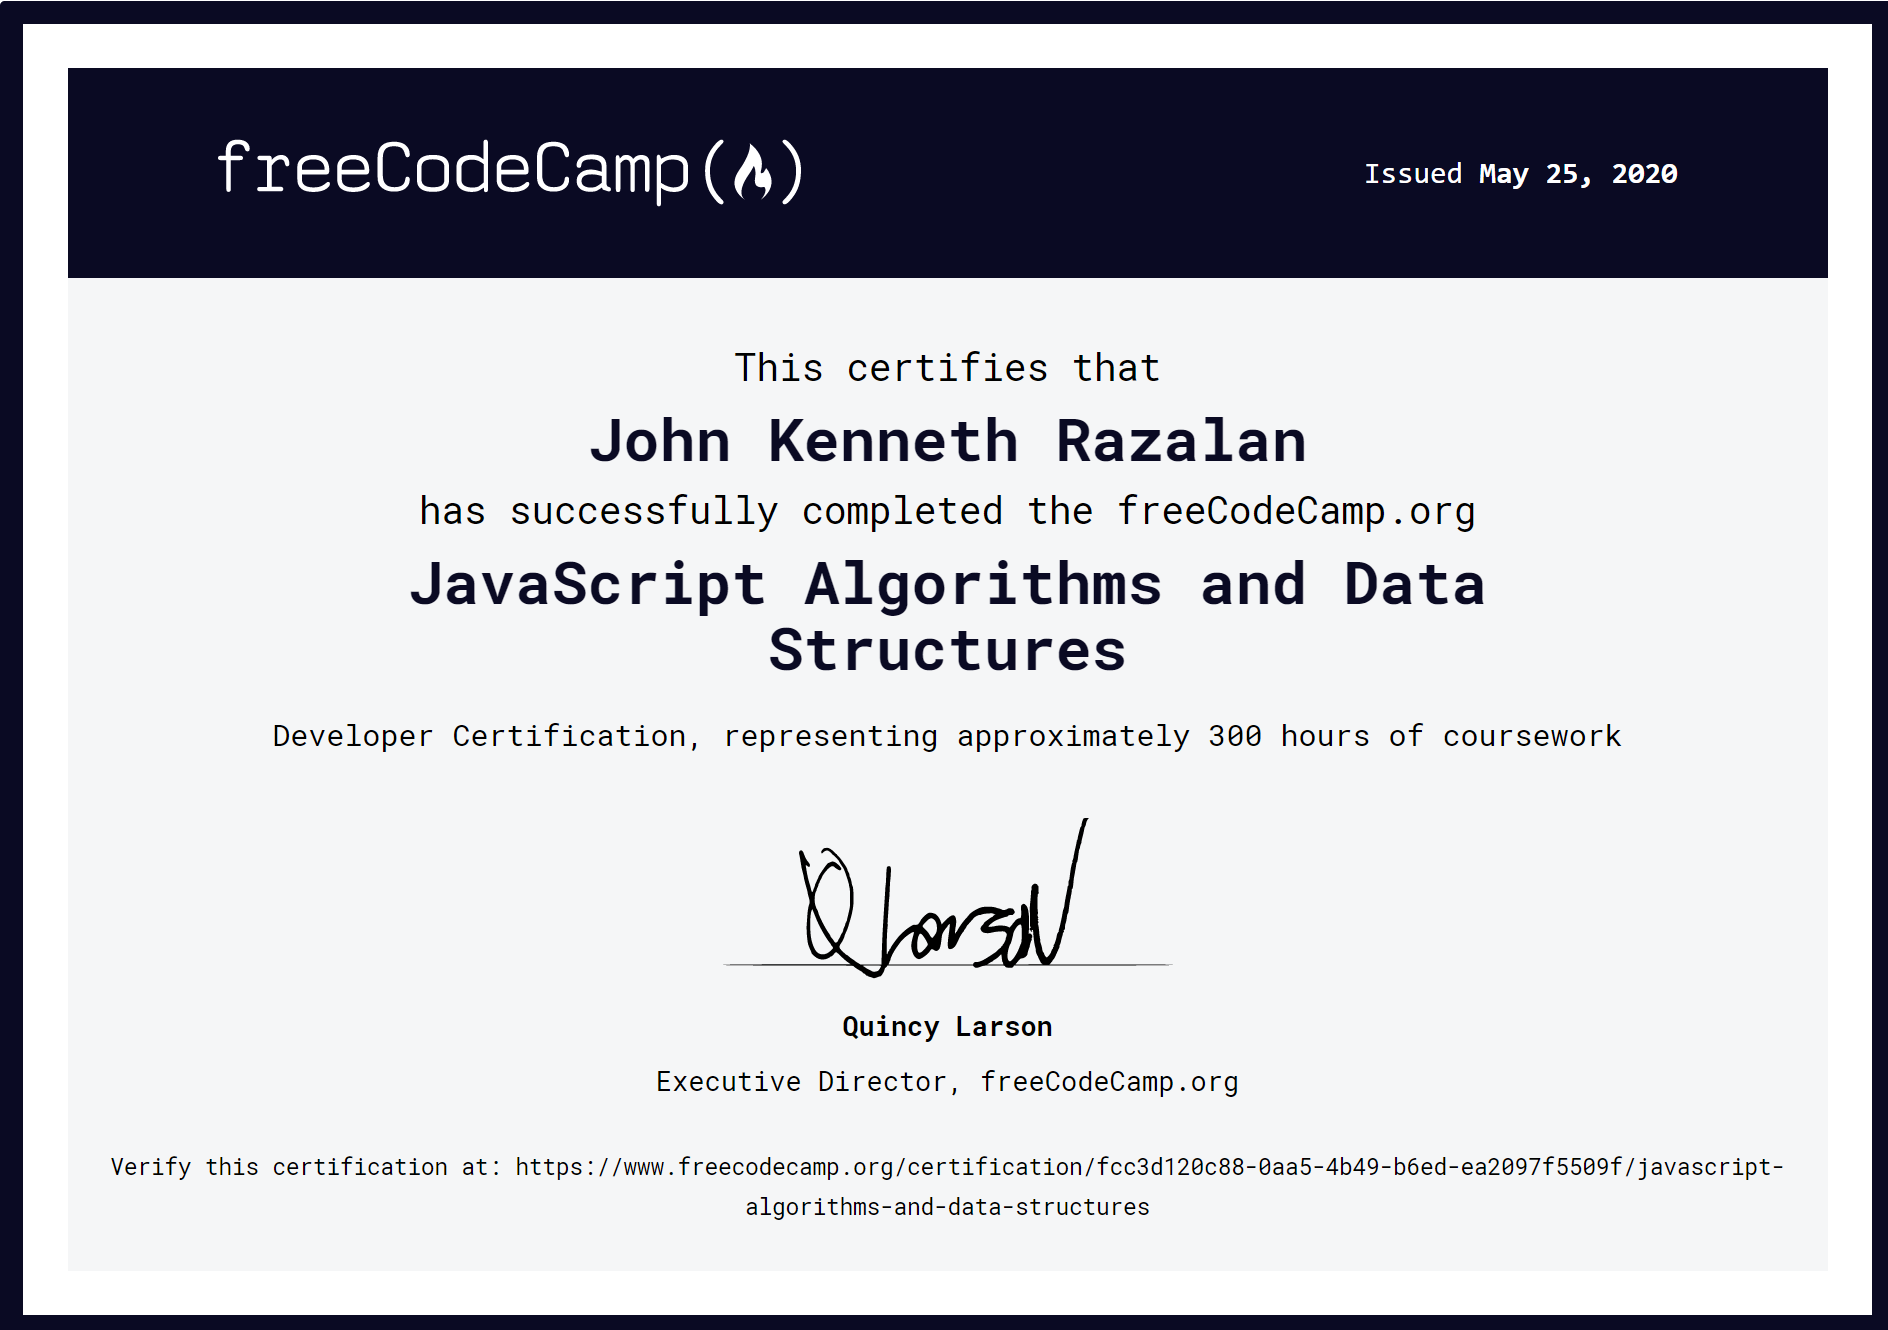 freeCodeCamp(🔥)
Issued May 25, 2020
This certifies that
John Kenneth Razalan
has successfully completed the freeCodeCamp.org
JavaScript Algorithms and Data
Structures
Developer Certification, representing approximately 300 hours of coursework
QLarson
Quincy Larson
Executive Director, freeCodeCamp.org
Verify this certification at: https://www.freecodecamp.org/certification/fcc3d120c88-0aa5-4b49-b6ed-ea2097f5509f/javascript-
algorithms-and-data-structures